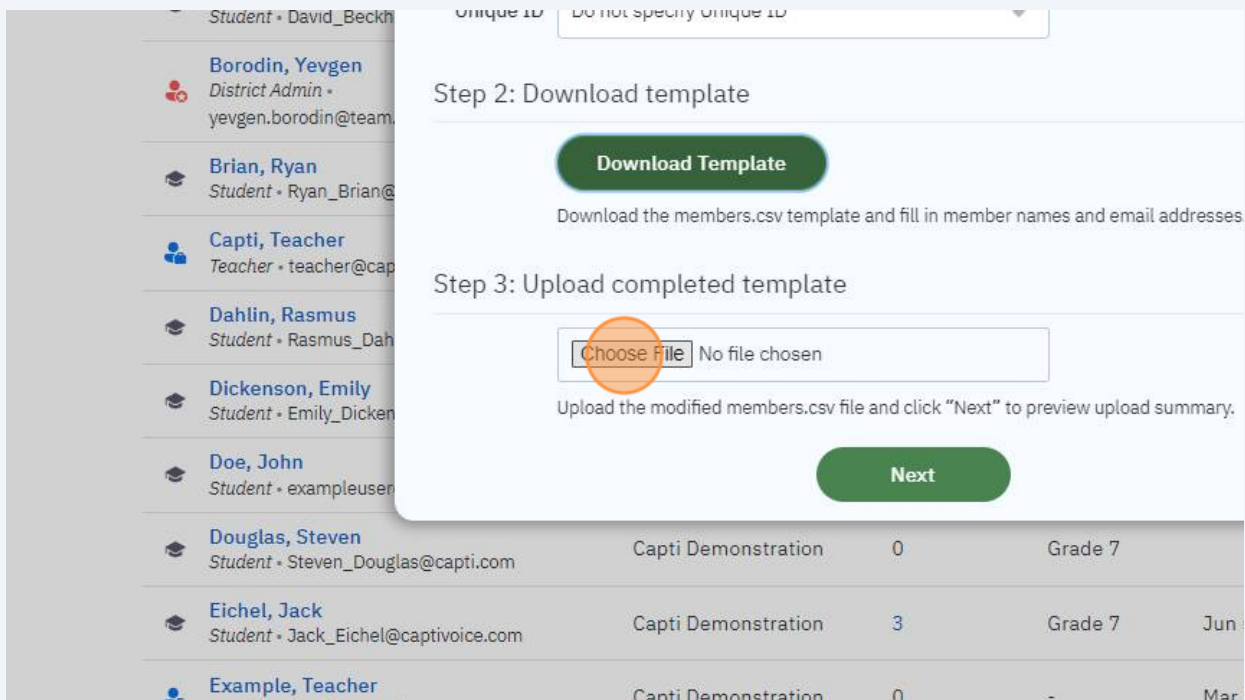 Student • David_Beckh
Unique ID Do not specify Unique ID
Borodin, Yevgen
District Admin •
yevgen.borodin@team.
Step 2: Download template
Download Template
Brian, Ryan
Student • Ryan_Brian@
Download the members.csv template and fill in member names and email addresses
Capti, Teacher
Teacher • teacher@cap
Step 3: Upload completed template
Dahlin, Rasmus
Student • Rasmus_Dah
Choose File No file chosen
Dickenson, Emily
Student • Emily_Dicken
Upload the modified members.csv file and click “Next” to preview upload summary.
Doe, John
Student • exampleuser
Next
Douglas, Steven
Student • Steven_Douglas@capti.com
Capti Demonstration 0 Grade 7
Eichel, Jack
Student • Jack_Eichel@captivoice.com
Capti Demonstration 3 Grade 7 Jun
Example, Teacher
Capti Demonstration 0 - Mar